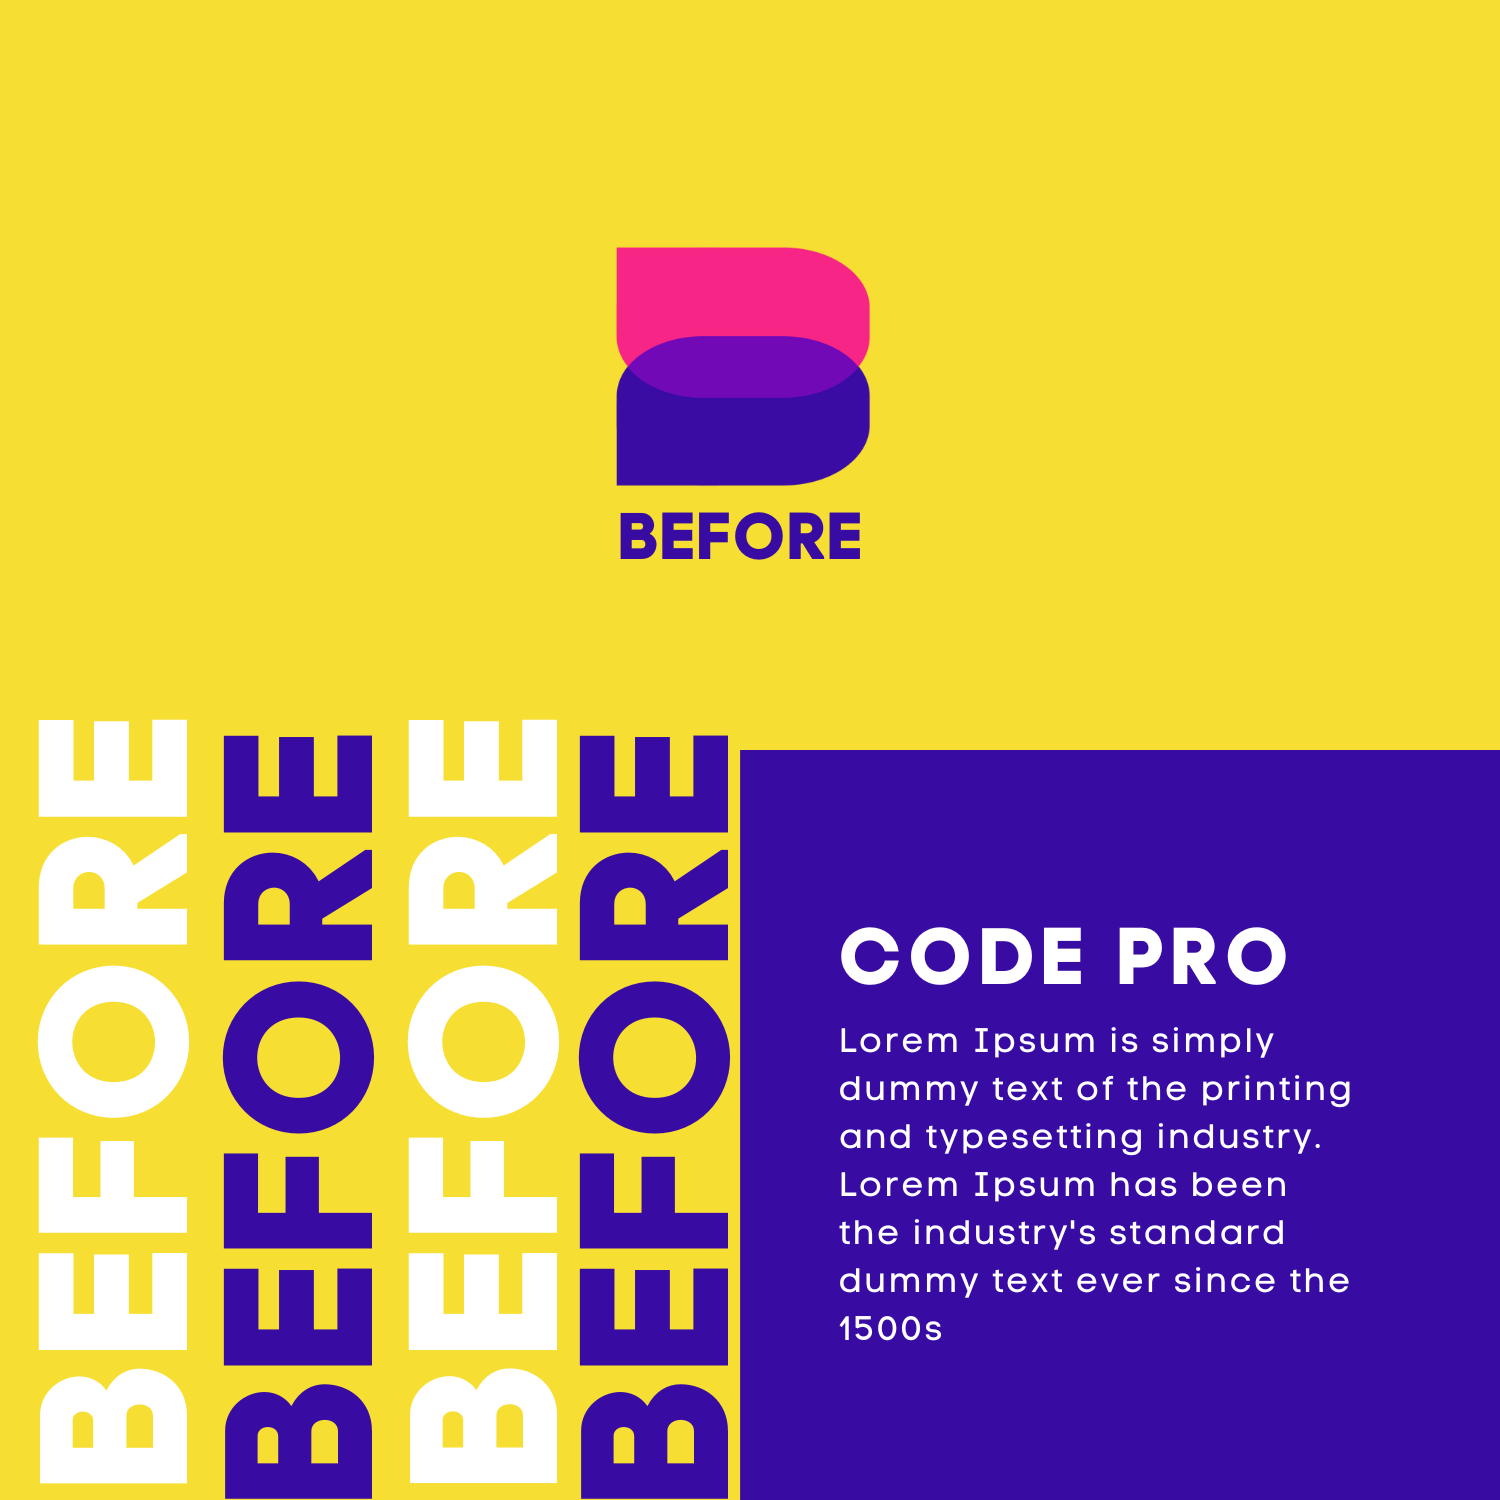 BEFORE
BEFORE
BEFORE
BEFORE
BEFORE
CODE PRO
Lorem Ipsum is simply
dummy text of the printing
and typesetting industry.
Lorem Ipsum has been
the industry's standard
dummy text ever since the
1500s